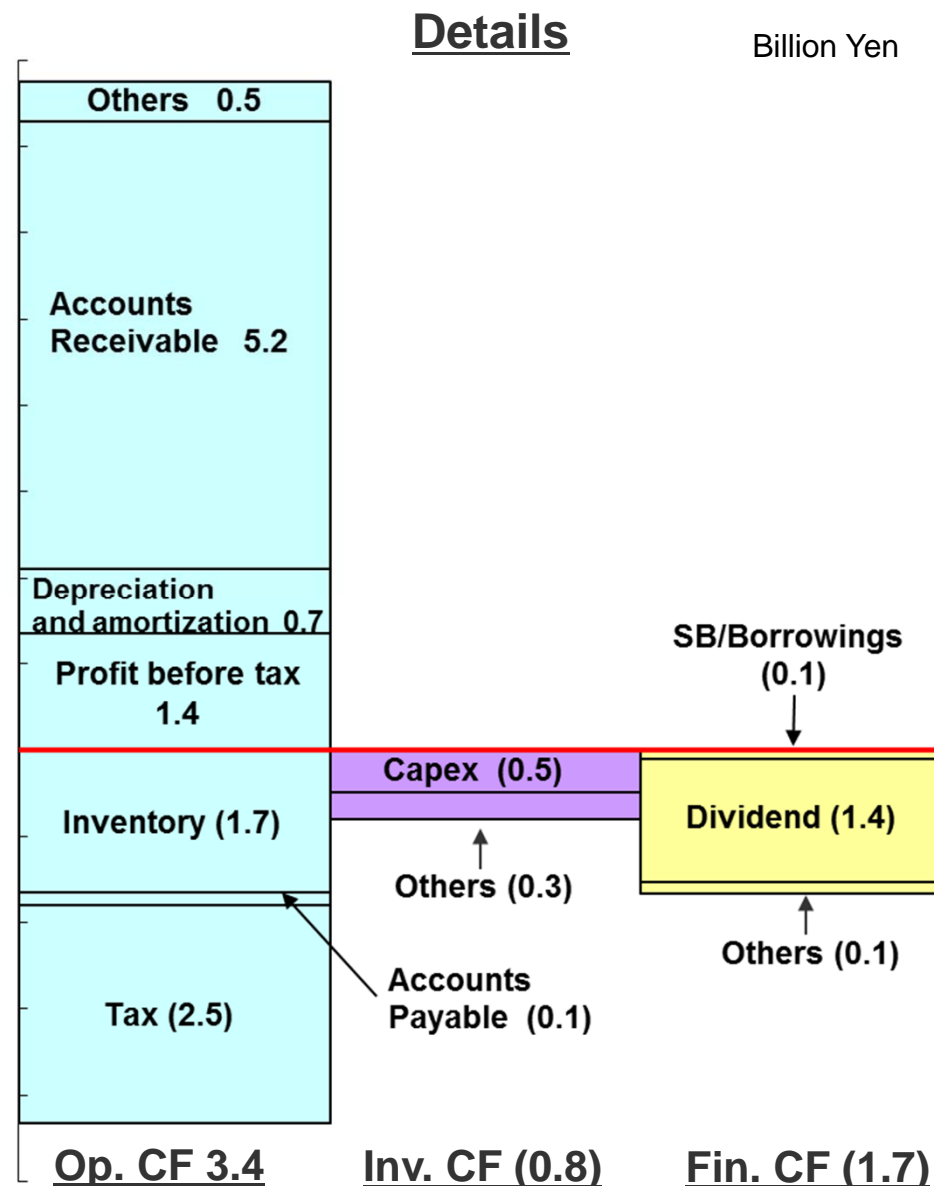 Details
Billion Yen
Others 0.5
Accounts
Receivable 5.2
Depreciation
and amortization 0.7
Profit before tax
1.4
SB/Borrowings
(0.1)
Inventory (1.7)
Capex (0.5)
Dividend (1.4)
Others (0.3)
Others (0.1)
Accounts
Payable (0.1)
Tax (2.5)
Op. CF 3.4
Inv. CF (0.8)
Fin. CF (1.7)